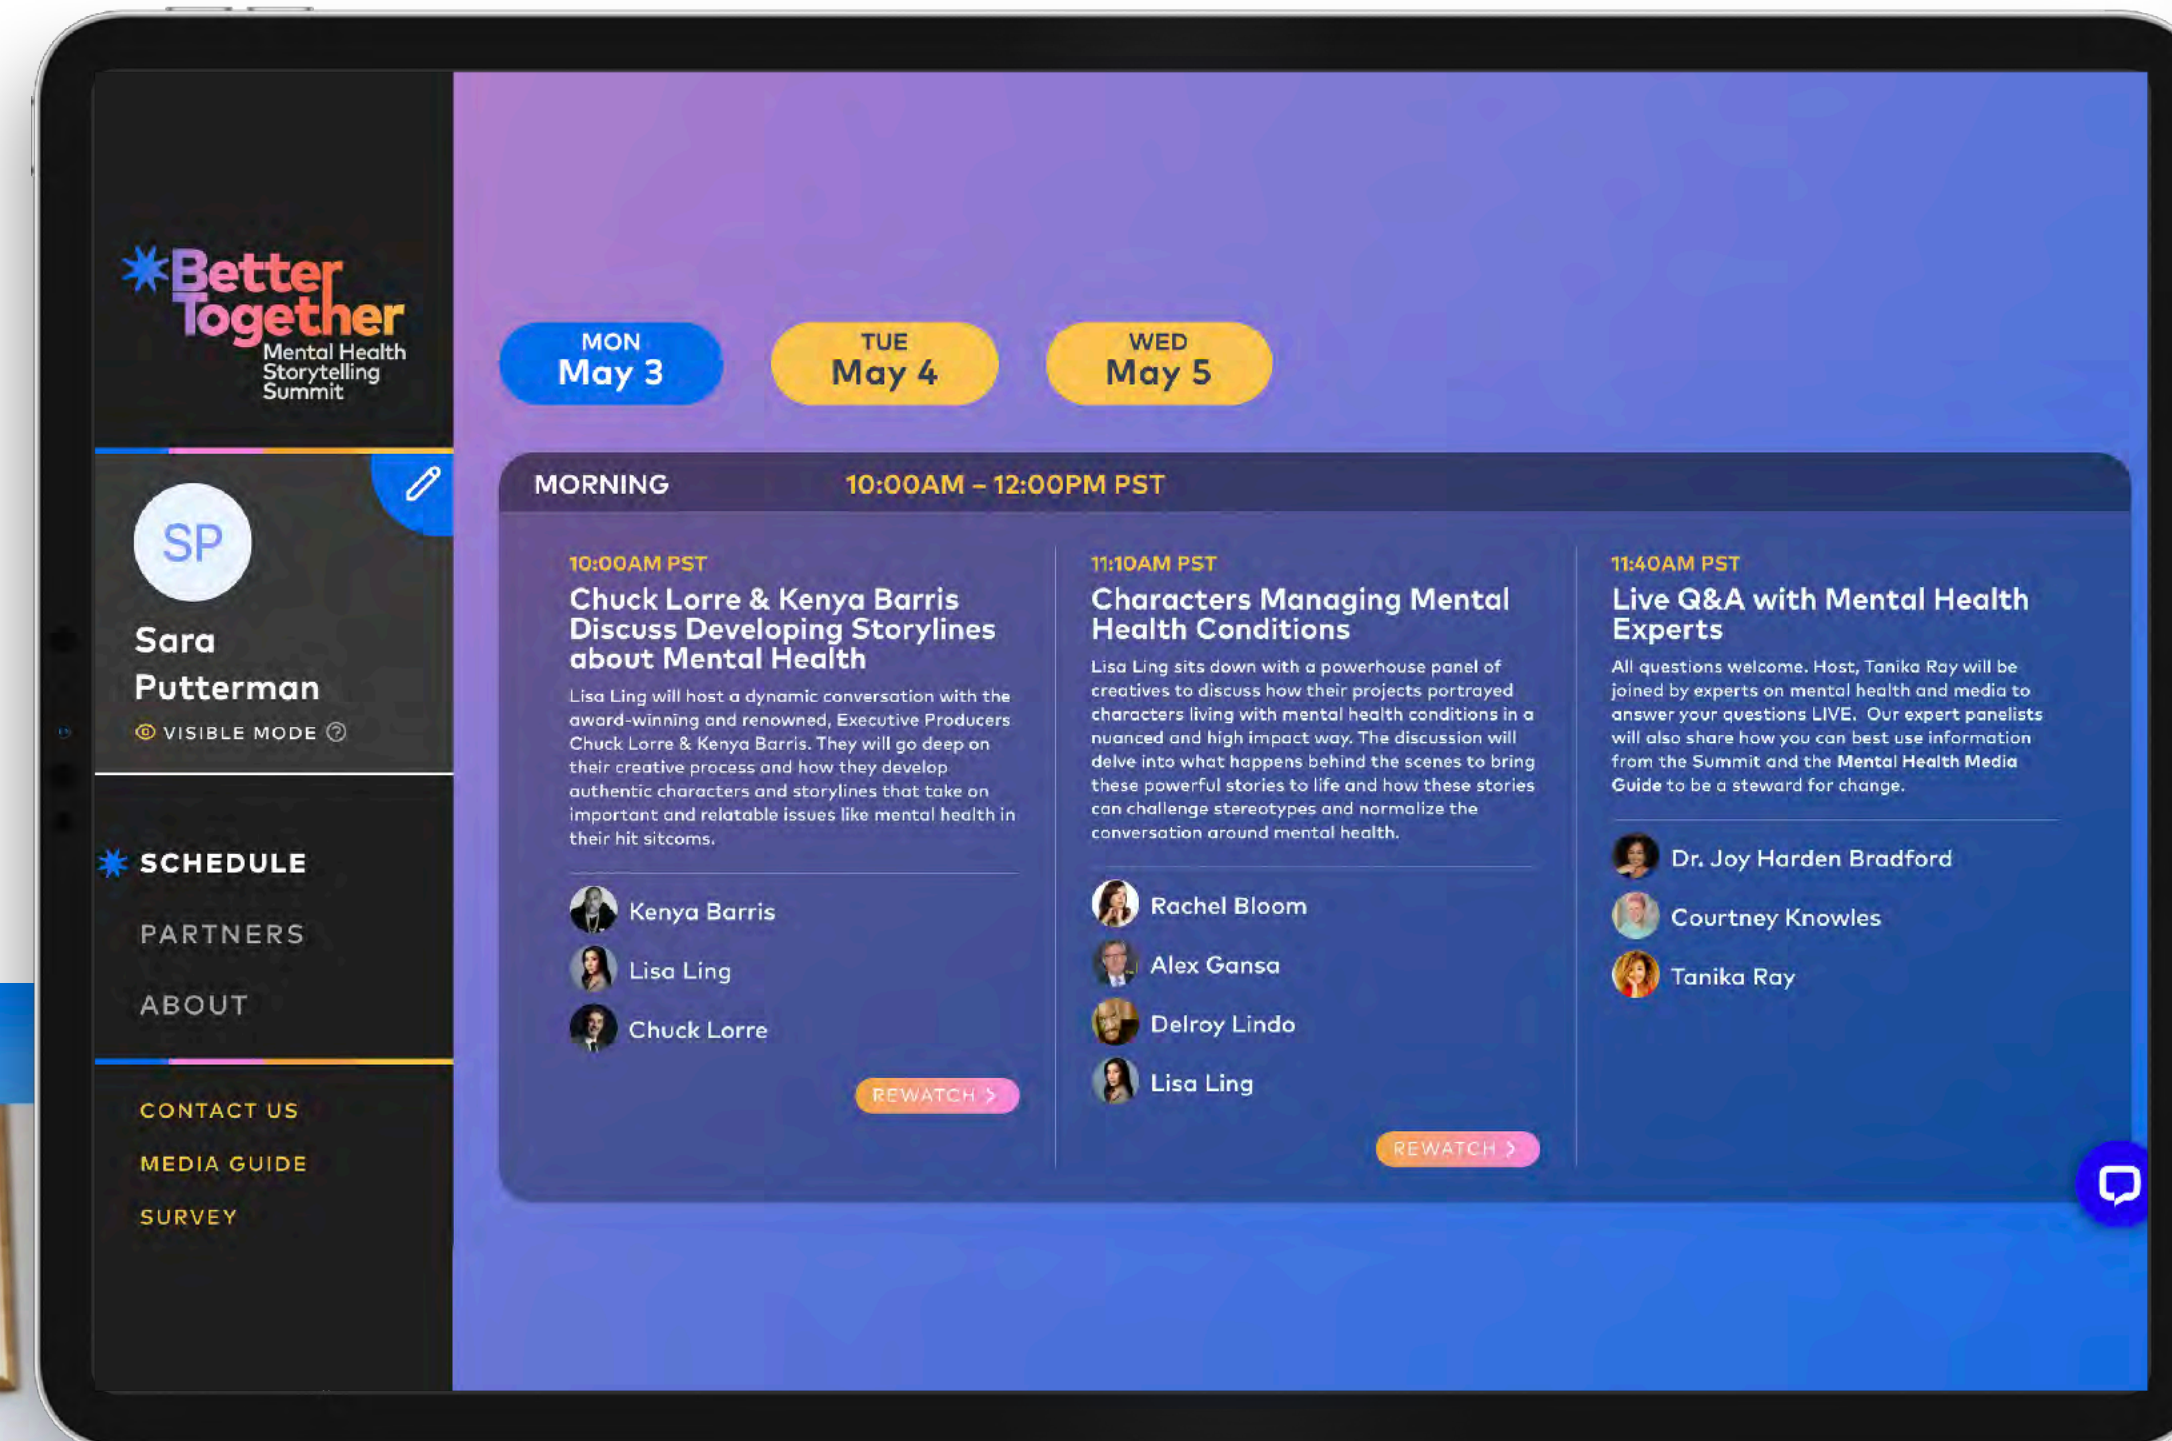 Better
Together
Mental Health
Storytelling
Summit
SP
Sara
Putterman
VISIBLE MODE ?
SCHEDULE
PARTNERS
ABOUT
CONTACT US
MEDIA GUIDE
SURVEY
MON
May 3
TUE
May 4
WED
May 5
MORNING 10:00AM – 12:00PM PST
10:00AM PST
Chuck Lorre & Kenya Barris
Discuss Developing Storylines
about Mental Health
Lisa Ling will host a dynamic conversation with the
award-winning and renowned, Executive Producers
Chuck Lorre & Kenya Barris. They will go deep on
their creative process and how they develop
authentic characters and storylines that take on
important and relatable issues like mental health in
their hit sitcoms.
Kenya Barris
Lisa Ling
Chuck Lorre
REWATCH >
11:10AM PST
Characters Managing Mental
Health Conditions
Lisa Ling sits down with a powerhouse panel of
creatives to discuss how their projects portrayed
characters living with mental health conditions in a
nuanced and high impact way. The discussion will
delve into what happens behind the scenes to bring
these powerful stories to life and how these stories
can challenge stereotypes and normalize the
conversation around mental health.
Rachel Bloom
Alex Gansa
Delroy Lindo
Lisa Ling
REWATCH >
11:40AM PST
Live Q&A with Mental Health
Experts
All questions welcome. Host, Tanika Ray will be
joined by experts on mental health and media to
answer your questions LIVE. Our expert panelists
will also share how you can best use information
from the Summit and the Mental Health Media
Guide to be a steward for change.
Dr. Joy Harden Bradford
Courtney Knowles
Tanika Ray